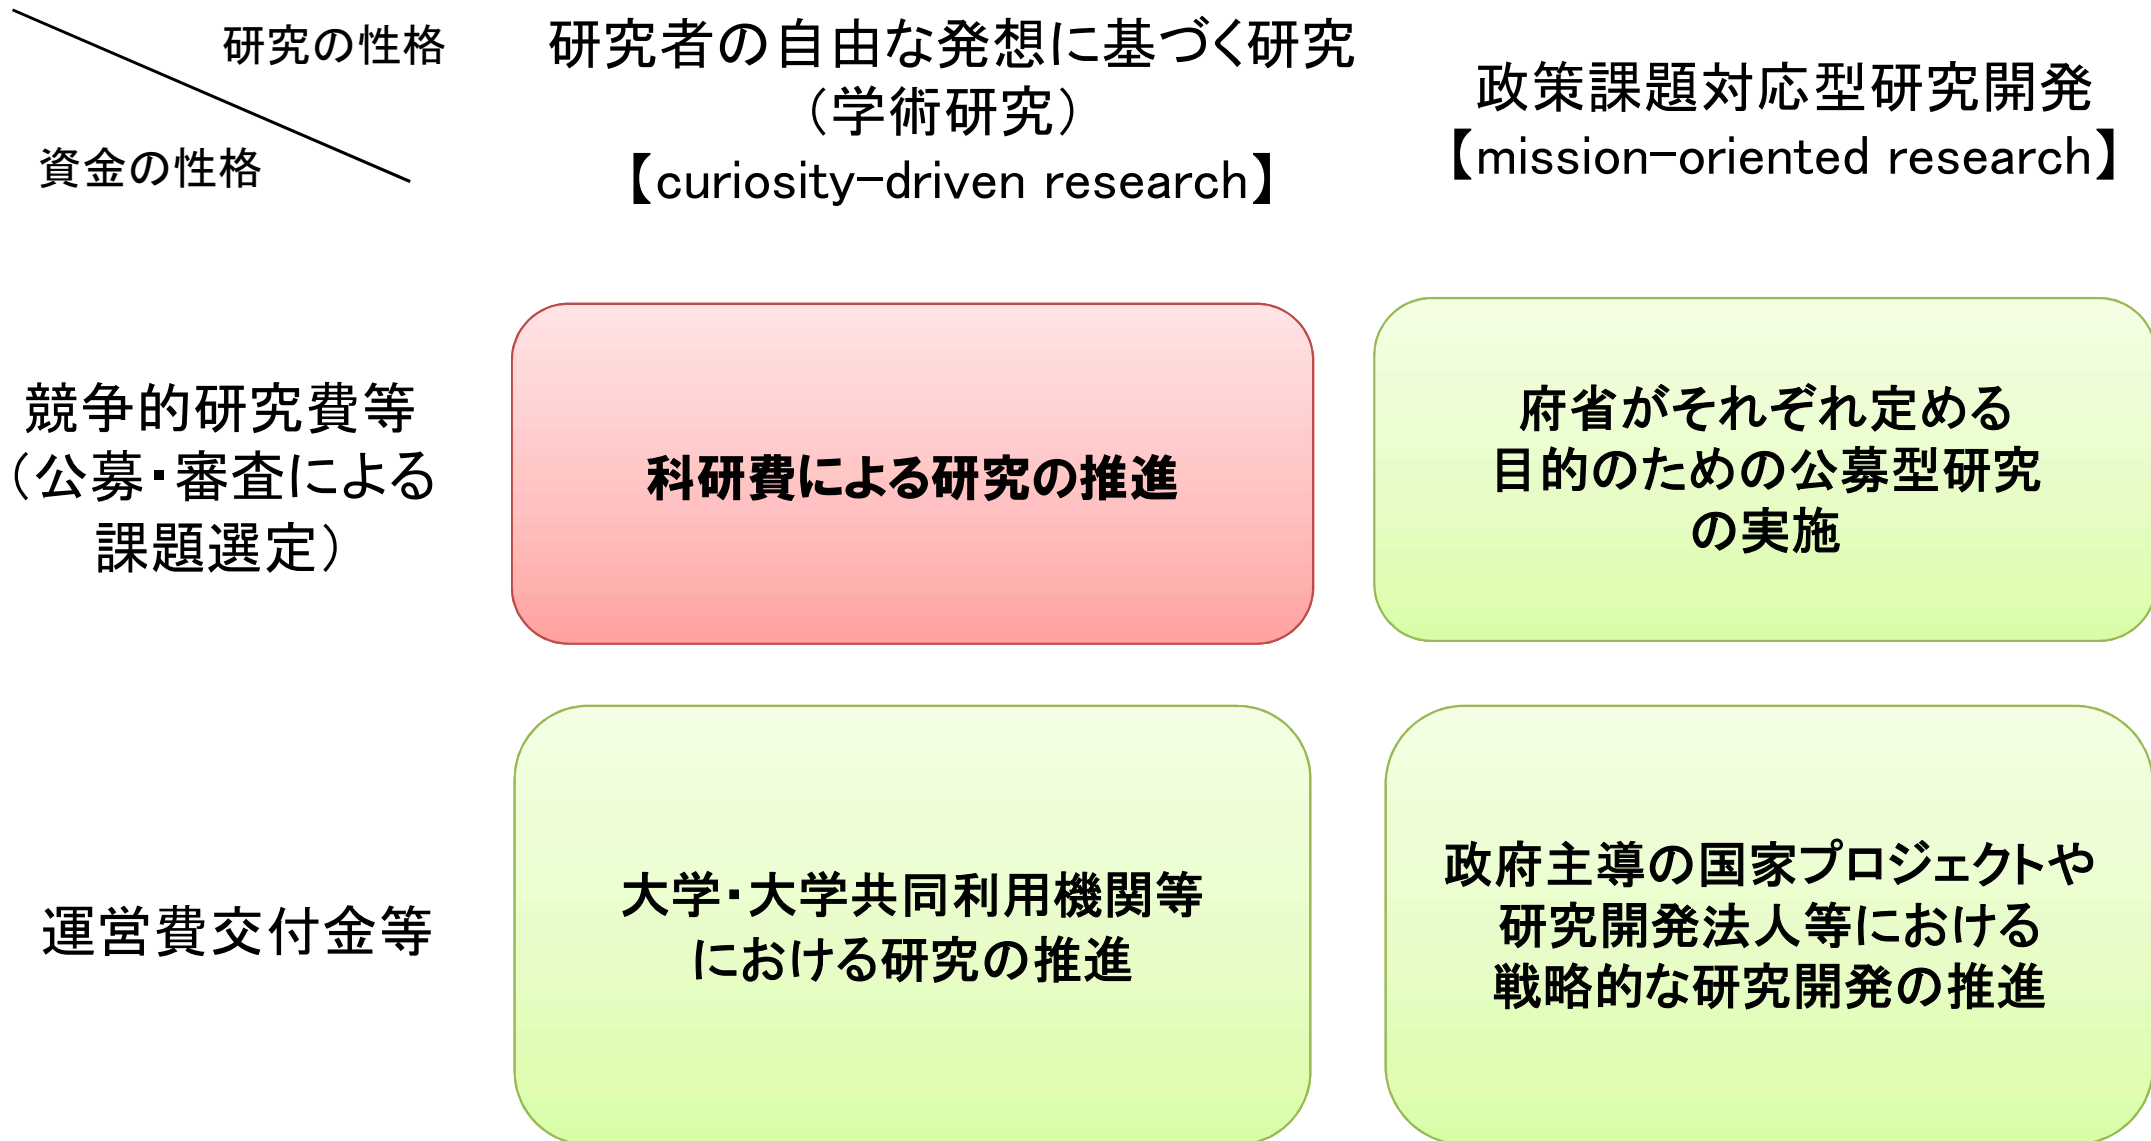 研究の性格
資金の性格
研究者の自由な発想に基づく研究
（学術研究）
【curiosity-driven research】
政策課題対応型研究開発
【mission-oriented research】
競争的研究費等
（公募・審査による
課題選定）
科研費による研究の推進
府省がそれぞれ定める
目的のための公募型研究
の実施
運営費交付金等
大学・大学共同利用機関等
における研究の推進
政府主導の国家プロジェクトや
研究開発法人等における
戦略的な研究開発の推進